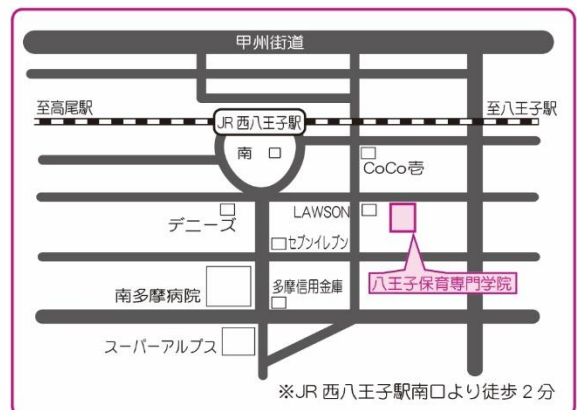 甲州街道
至高尾駅
至八王子駅
JR 西八王子駅
南 口
CoCo壱
デニーズ
LAWSON
セブンイレブン
八王子保育専門学院
南多摩病院
多摩信用金庫
スーパーアルプス
※JR 西八王子駅南口より徒歩 2 分